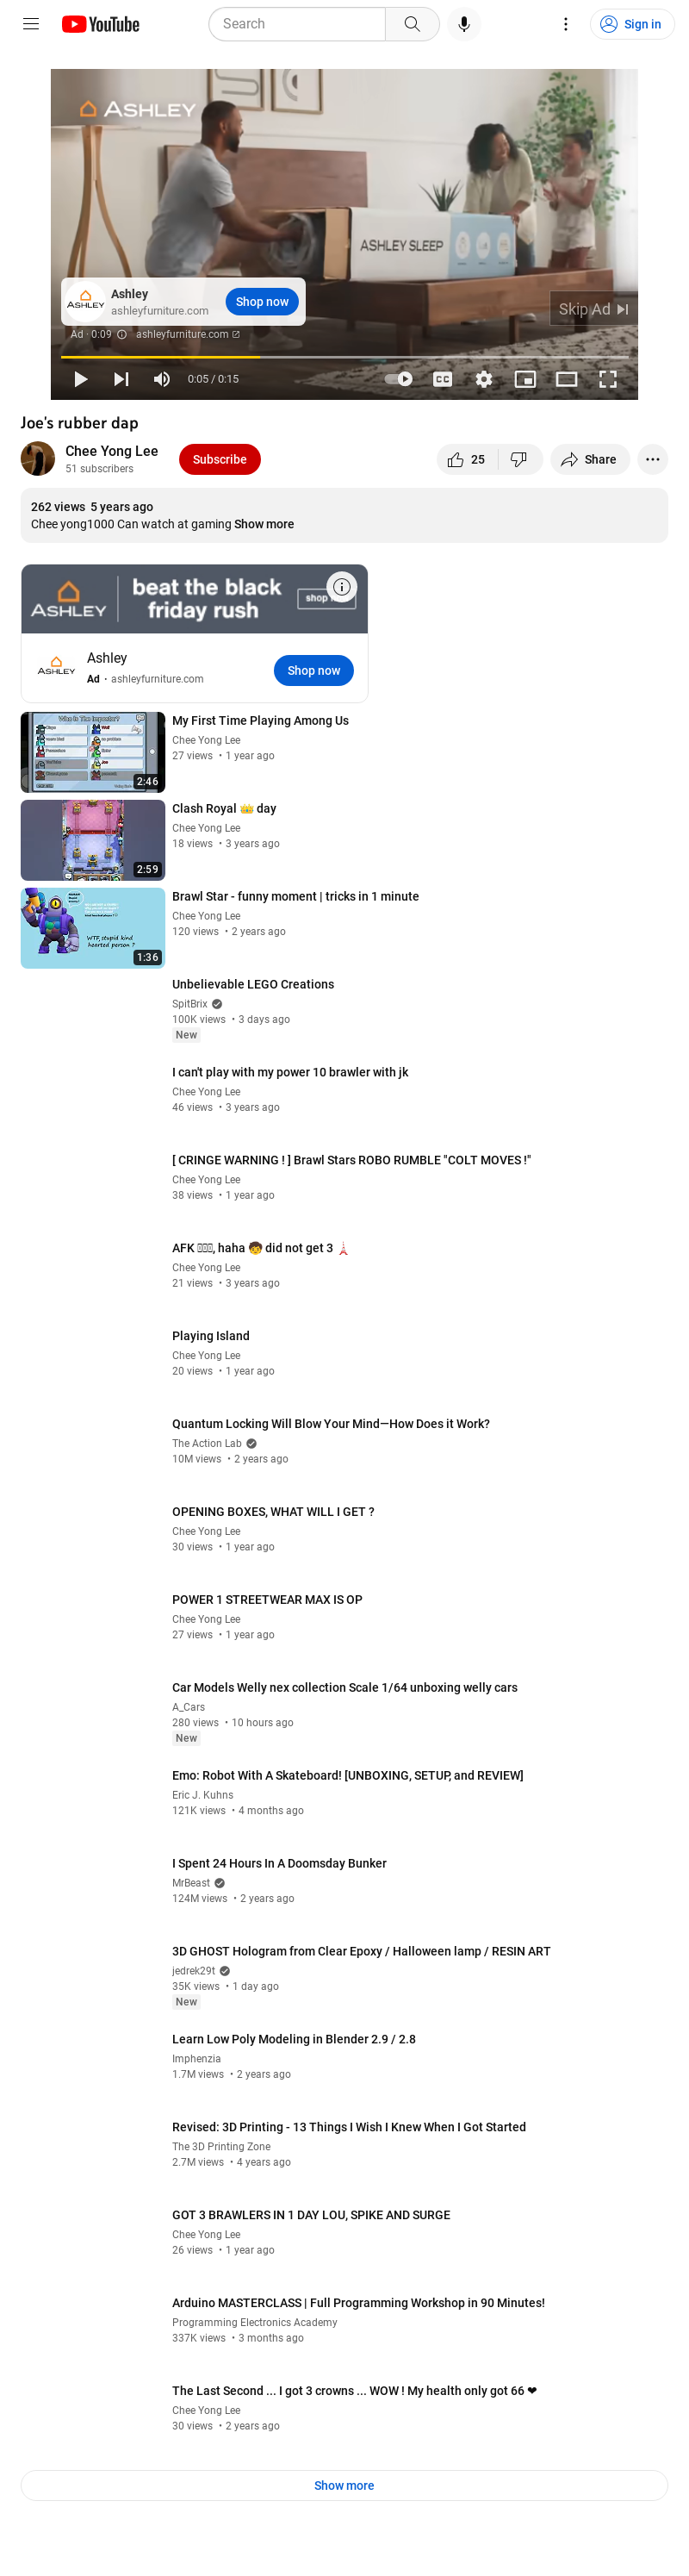 YouTube
Search
Sign in
ASHLEY
ASHLEY SLEEP
ASHLEY
Ashley
ashleyfurniture.com
Shop now
Skip Ad
Ad · 0:09
ashleyfurniture.com
0:05 / 0:15
CC
Joe's rubber dap
Chee Yong Lee
51 subscribers
Subscribe
25
Share
262 views 5 years ago
Chee yong1000 Can watch at gaming Show more
ASHLEY
beat the black
friday rush
shop
ASHLEY
Ashley
Ad • ashleyfurniture.com
Shop now
Who Is The Impostor?
2:46
My First Time Playing Among Us
Chee Yong Lee
27 views • 1 year ago
2:59
Clash Royal 👑 day
Chee Yong Lee
18 views • 3 years ago
WTF, stupid kind
hearted person ?
1:36
Brawl Star - funny moment | tricks in 1 minute
Chee Yong Lee
120 views • 2 years ago
Unbelievable LEGO Creations
SpitBrix
100K views • 3 days ago
New
I can't play with my power 10 brawler with jk
Chee Yong Lee
46 views • 3 years ago
[ CRINGE WARNING ! ] Brawl Stars ROBO RUMBLE "COLT MOVES !"
Chee Yong Lee
38 views • 1 year ago
AFK , haha 🧒 did not get 3 🗼
Chee Yong Lee
21 views • 3 years ago
Playing Island
Chee Yong Lee
20 views • 1 year ago
Quantum Locking Will Blow Your Mind—How Does it Work?
The Action Lab
10M views • 2 years ago
OPENING BOXES, WHAT WILL I GET ?
Chee Yong Lee
30 views • 1 year ago
POWER 1 STREETWEAR MAX IS OP
Chee Yong Lee
27 views • 1 year ago
Car Models Welly nex collection Scale 1/64 unboxing welly cars
A_Cars
280 views • 10 hours ago
New
Emo: Robot With A Skateboard! [UNBOXING, SETUP, and REVIEW]
Eric J. Kuhns
121K views • 4 months ago
I Spent 24 Hours In A Doomsday Bunker
MrBeast
124M views • 2 years ago
3D GHOST Hologram from Clear Epoxy / Halloween lamp / RESIN ART
jedrek29t
35K views • 1 day ago
New
Learn Low Poly Modeling in Blender 2.9 / 2.8
Imphenzia
1.7M views • 2 years ago
Revised: 3D Printing - 13 Things I Wish I Knew When I Got Started
The 3D Printing Zone
2.7M views • 4 years ago
GOT 3 BRAWLERS IN 1 DAY LOU, SPIKE AND SURGE
Chee Yong Lee
26 views • 1 year ago
Arduino MASTERCLASS | Full Programming Workshop in 90 Minutes!
Programming Electronics Academy
337K views • 3 months ago
The Last Second ... I got 3 crowns ... WOW ! My health only got 66 ❤
Chee Yong Lee
30 views • 2 years ago
Show more